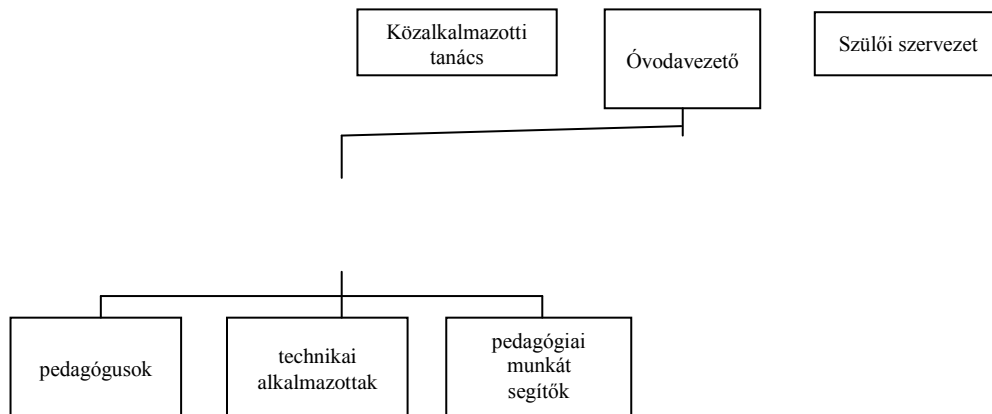 Közalkalmazotti
tanács
Óvodavezető
Szülői szervezet
pedagógusok
technikai
alkalmazottak
pedagógiai
munkát
segítők